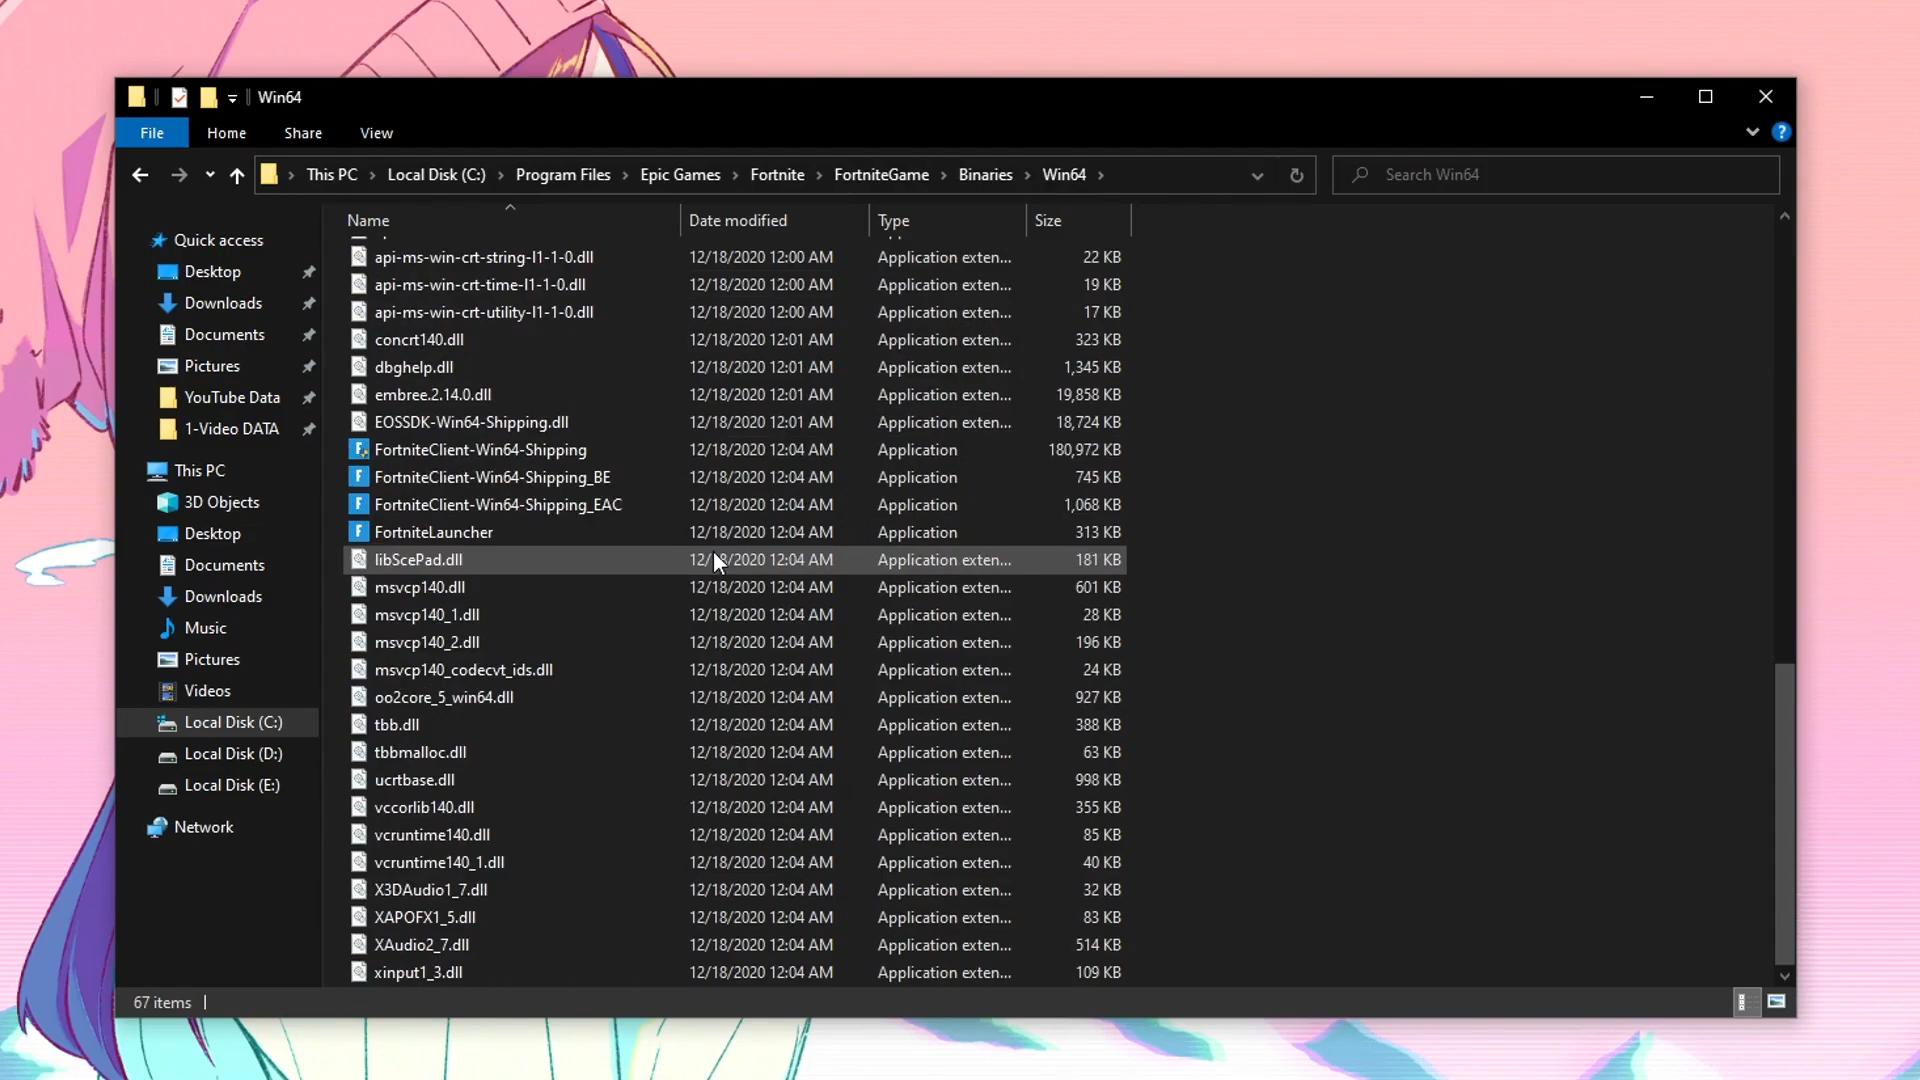 Win64
File Home Share View
This PC Local Disk (C:) Program Files Epic Games Fortnite FortniteGame Binaries Win64 Search Win64
Name Date modified Type Size
api-ms-win-crt-string-l1-1-0.dll 12/18/2020 12:00 AM Application exten... 22 KB
api-ms-win-crt-time-l1-1-0.dll 12/18/2020 12:00 AM Application exten... 19 KB
api-ms-win-crt-utility-l1-1-0.dll 12/18/2020 12:00 AM Application exten... 17 KB
concrt140.dll 12/18/2020 12:01 AM Application exten... 323 KB
dbghelp.dll 12/18/2020 12:01 AM Application exten... 1,345 KB
embree.2.14.0.dll 12/18/2020 12:01 AM Application exten... 19,858 KB
EOSSDK-Win64-Shipping.dll 12/18/2020 12:01 AM Application exten... 18,724 KB
FortniteClient-Win64-Shipping 12/18/2020 12:04 AM Application 180,972 KB
FortniteClient-Win64-Shipping_BE 12/18/2020 12:04 AM Application 745 KB
FortniteClient-Win64-Shipping_EAC 12/18/2020 12:04 AM Application 1,068 KB
FortniteLauncher 12/18/2020 12:04 AM Application 313 KB
libScePad.dll 12/18/2020 12:04 AM Application exten... 181 KB
msvcp140.dll 12/18/2020 12:04 AM Application exten... 601 KB
msvcp140_1.dll 12/18/2020 12:04 AM Application exten... 28 KB
msvcp140_2.dll 12/18/2020 12:04 AM Application exten... 196 KB
msvcp140_codecvt_ids.dll 12/18/2020 12:04 AM Application exten... 24 KB
oo2core_5_win64.dll 12/18/2020 12:04 AM Application exten... 927 KB
tbb.dll 12/18/2020 12:04 AM Application exten... 388 KB
tbbmalloc.dll 12/18/2020 12:04 AM Application exten... 63 KB
ucrtbase.dll 12/18/2020 12:04 AM Application exten... 998 KB
vccorlib140.dll 12/18/2020 12:04 AM Application exten... 355 KB
vcruntime140.dll 12/18/2020 12:04 AM Application exten... 85 KB
vcruntime140_1.dll 12/18/2020 12:04 AM Application exten... 40 KB
X3DAudio1_7.dll 12/18/2020 12:04 AM Application exten... 32 KB
XAPOFX1_5.dll 12/18/2020 12:04 AM Application exten... 83 KB
XAudio2_7.dll 12/18/2020 12:04 AM Application exten... 514 KB
xinput1_3.dll 12/18/2020 12:04 AM Application exten... 109 KB
Quick access
Desktop
Downloads
Documents
Pictures
YouTube Data
1-Video DATA
This PC
3D Objects
Desktop
Documents
Downloads
Music
Pictures
Videos
Local Disk (C:)
Local Disk (D:)
Local Disk (E:)
Network
67 items